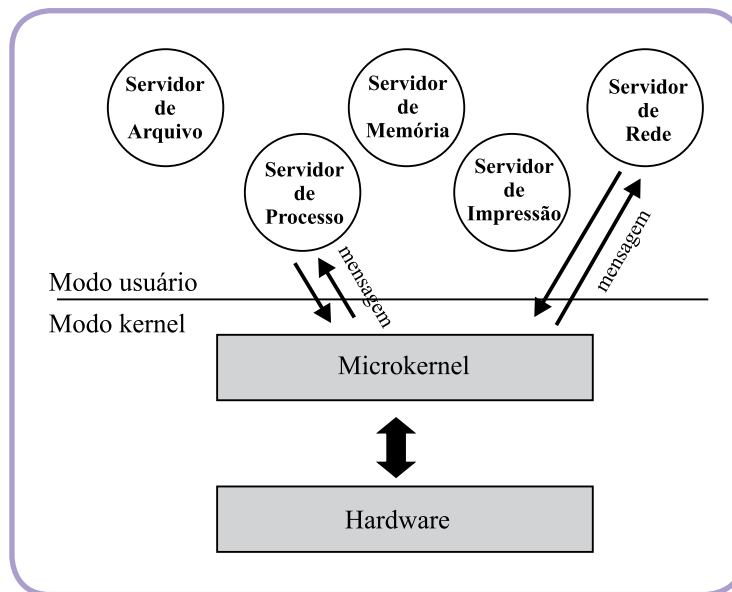 Servidor
de
Arquivo
Servidor
de
Memória
Servidor
de
Rede
Servidor
de
Processo
Servidor
de
Impressão
mensagem
mensagem
Modo usuário
Modo kernel
Microkernel
Hardware